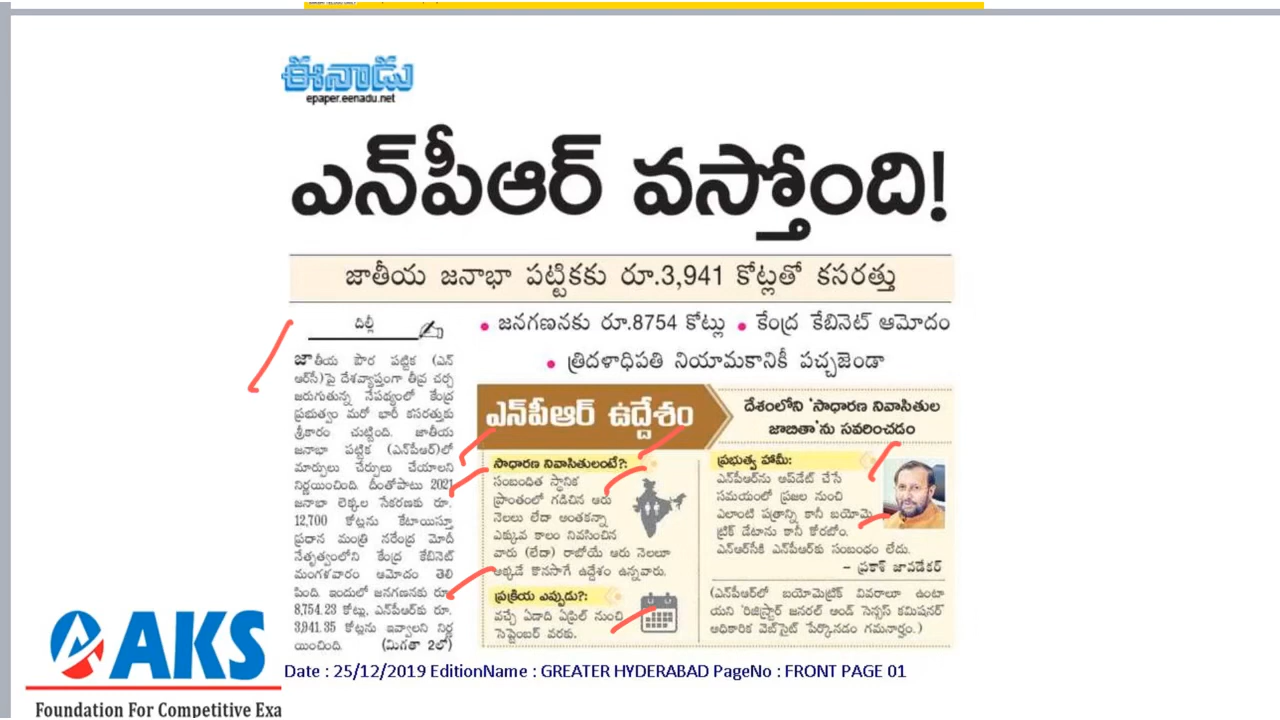 ఈనాడు
epaper.eenadu.net
ఎన్‌పీఆర్ వస్తోంది!
జాతీయ జనాభా పట్టికకు రూ.3,941 కోట్లతో కసరత్తు
• జనగణనకు రూ.8754 కోట్లు • కేంద్ర కేబినెట్ ఆమోదం
• త్రిదళాధిపతి నియామకానికీ పచ్చజెండా
దిల్లీ
జాతీయ పౌర పట్టిక (ఎన్
ఆర్‌సీ)పై దేశవ్యాప్తంగా తీవ్ర చర్చ
జరుగుతున్న నేపథ్యంలో కేంద్ర
ప్రభుత్వం మరో భారీ కసరత్తుకు
శ్రీకారం చుట్టింది. జాతీయ
జనాభా పట్టిక (ఎన్‌పీఆర్)లో
మార్పులు చేర్పులు చేయాలని
నిర్ణయించింది. దీంతోపాటు 2021
జనాభా లెక్కల సేకరణకు రూ.
12,700 కోట్లను కేటాయిస్తూ
ప్రధాన మంత్రి నరేంద్ర మోదీ
నేతృత్వంలోని కేంద్ర కేబినెట్
మంగళవారం ఆమోదం తెలి
పింది. ఇందులో జనగణనకు రూ.
8,754.23 కోట్లు, ఎన్‌పీఆర్‌కు రూ.
3,941.35 కోట్లను ఇవ్వాలని నిర్ణ
యించింది. (మిగతా 2లో)
ఎన్‌పీఆర్ ఉద్దేశం
దేశంలోని 'సాధారణ నివాసితుల
జాబితా'ను సవరించడం
సాధారణ నివాసితులంటే?:
సంబంధిత స్థానిక
ప్రాంతంలో గడిచిన ఆరు
నెలలు లేదా అంతకన్నా
ఎక్కువ కాలం నివసించిన
వారు (లేదా) రాబోయే ఆరు నెలలూ
అక్కడే కొనసాగే ఉద్దేశం ఉన్నవారు.
ప్రక్రియ ఎప్పుడు?:
వచ్చే ఏడాది ఏప్రిల్ నుంచి
సెప్టెంబర్ వరకు.
ప్రభుత్వ హామీ:
ఎన్‌పీఆర్‌ను అప్‌డేట్ చేసే
సమయంలో ప్రజల నుంచి
ఎలాంటి పత్రాన్ని కానీ బయోమె
ట్రిక్ డేటాను కానీ కోరబోం.
ఎన్ఆర్‌సీకి ఎన్‌పీఆర్‌కు సంబంధం లేదు.
– ప్రకాశ్ జావడేకర్
(ఎన్‌పీఆర్‌లో బయోమెట్రిక్ వివరాలూ ఉంటా
యని 'రిజిస్ట్రార్ జనరల్ అండ్ సెన్సస్ కమిషనర్'
అధికారిక వెబ్‌సైట్ పేర్కొనడం గమనార్హం.)
Date : 25/12/2019 EditionName : GREATER HYDERABAD PageNo : FRONT PAGE 01
AKS
Foundation For Competitive Exa